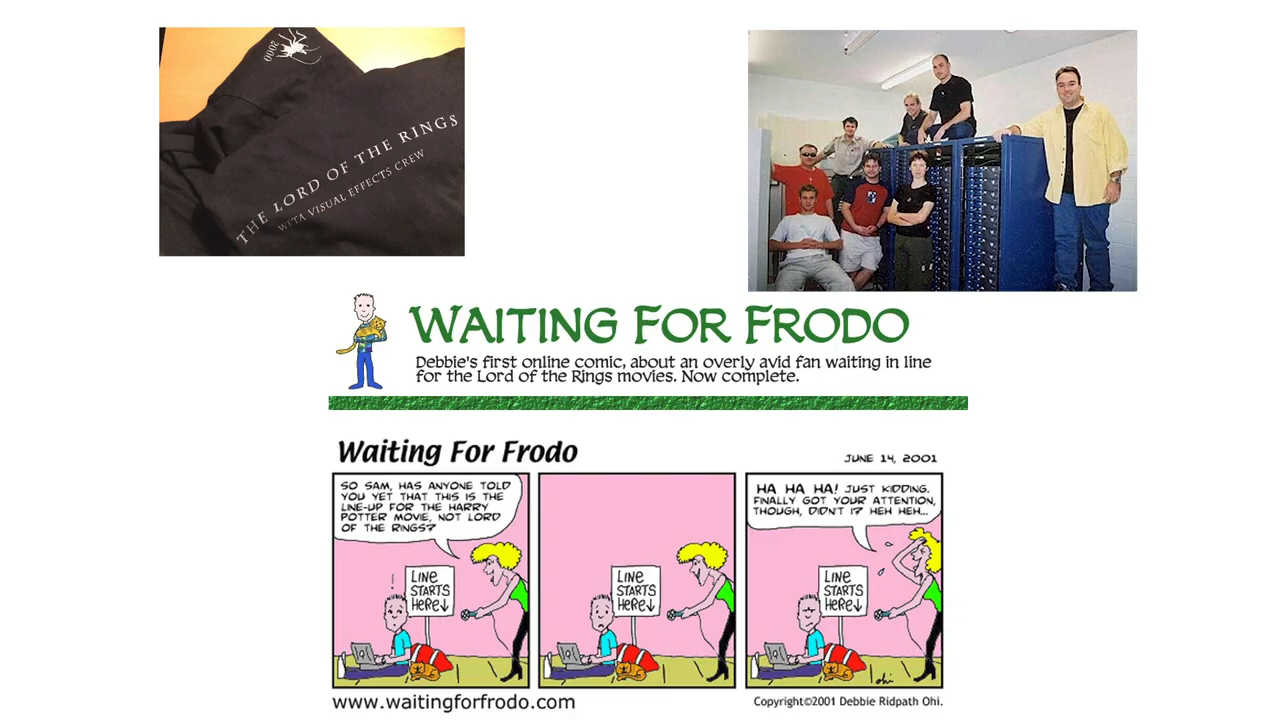 2000
THE LORD OF THE RINGS
WETA VISUAL EFFECTS CREW
WAITING FOR FRODO
Debbie's first online comic, about an overly avid fan waiting in line
for the Lord of the Rings movies. Now complete.
Waiting For Frodo
JUNE 14, 2001
SO SAM, HAS ANYONE TOLD
YOU YET THAT THIS IS THE
LINE-UP FOR THE HARRY
POTTER MOVIE, NOT LORD
OF THE RINGS?
!
LINE
STARTS
HERE↓
LINE
STARTS
HERE↓
HA HA HA! JUST KIDDING.
FINALLY GOT YOUR ATTENTION,
THOUGH, DIDN'T I? HEH HEH...
LINE
STARTS
HERE↓
ohi
www.waitingforfrodo.com
Copyright©2001 Debbie Ridpath Ohi.